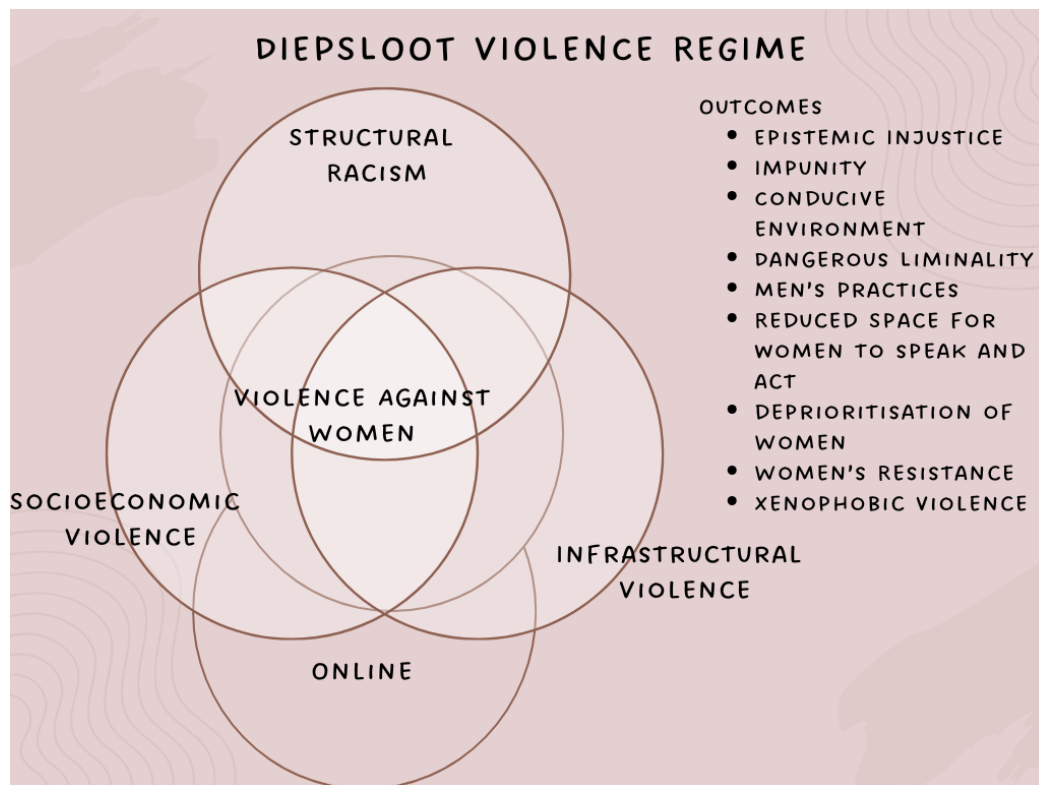 DIEPSLOOT VIOLENCE REGIME
STRUCTURAL
RACISM
VIOLENCE AGAINST
WOMEN
SOCIOECONOMIC
VIOLENCE
INFRASTRUCTURAL
VIOLENCE
ONLINE
OUTCOMES
• EPISTEMIC INJUSTICE
• IMPUNITY
• CONDUCIVE
ENVIRONMENT
• DANGEROUS LIMINALITY
• MEN'S PRACTICES
• REDUCED SPACE FOR
WOMEN TO SPEAK AND
ACT
• DEPRIORITISATION OF
WOMEN
• WOMEN'S RESISTANCE
• XENOPHOBIC VIOLENCE